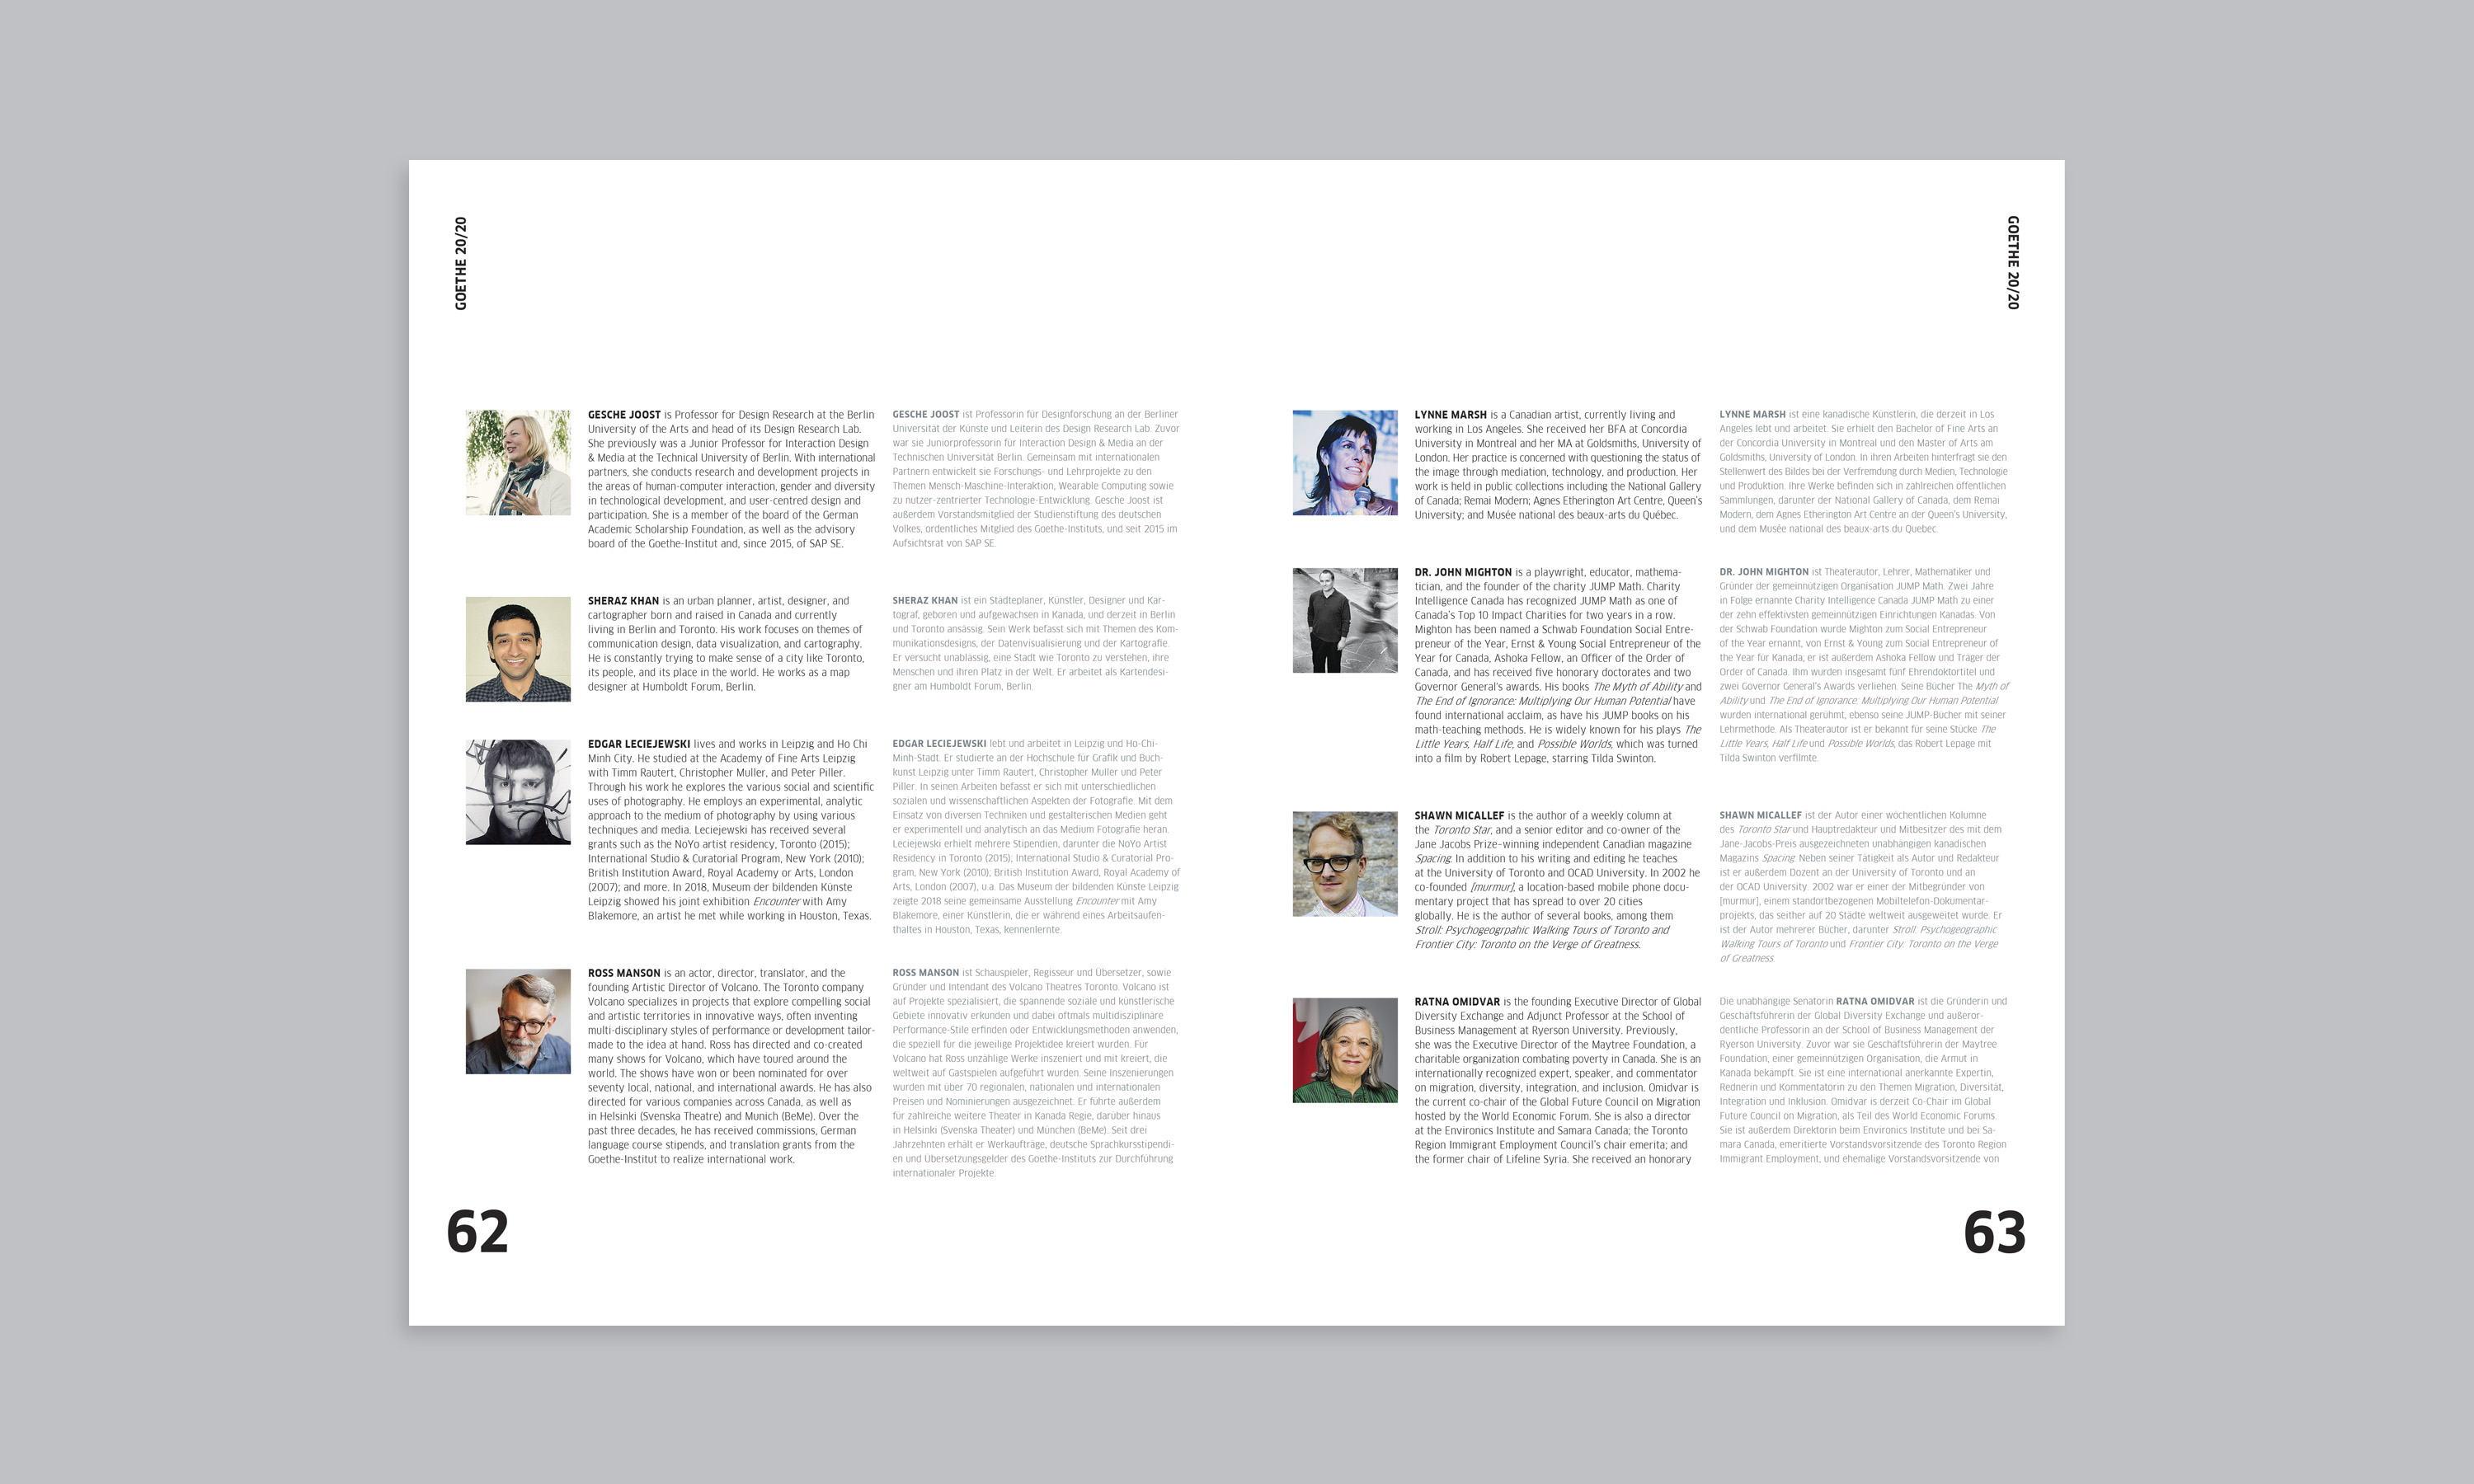 GOETHE 20/20
GESCHE JOOST is Professor for Design Research at the Berlin
University of the Arts and head of its Design Research Lab.
She previously was a Junior Professor for Interaction Design
& Media at the Technical University of Berlin. With international
partners, she conducts research and development projects in
the areas of human-computer interaction, gender and diversity
in technological development, and user-centred design and
participation. She is a member of the board of the German
Academic Scholarship Foundation, as well as the advisory
board of the Goethe-Institut and, since 2015, of SAP SE.
GESCHE JOOST ist Professorin für Designforschung an der Berliner
Universität der Künste und Leiterin des Design Research Lab. Zuvor
war sie Juniorprofessorin für Interaction Design & Media an der
Technischen Universität Berlin. Gemeinsam mit internationalen
Partnern entwickelt sie Forschungs- und Lehrprojekte zu den
Themen Mensch-Maschine-Interaktion, Wearable Computing sowie
zu nutzer-zentrierter Technologie-Entwicklung. Gesche Joost ist
außerdem Vorstandsmitglied der Studienstiftung des deutschen
Volkes, ordentliches Mitglied des Goethe-Instituts, und seit 2015 im
Aufsichtsrat von SAP SE.
SHERAZ KHAN is an urban planner, artist, designer, and
cartographer born and raised in Canada and currently
living in Berlin and Toronto. His work focuses on themes of
communication design, data visualization, and cartography.
He is constantly trying to make sense of a city like Toronto,
its people, and its place in the world. He works as a map
designer at Humboldt Forum, Berlin.
SHERAZ KHAN ist ein Städteplaner, Künstler, Designer und Kar-
tograf, geboren und aufgewachsen in Kanada, und derzeit in Berlin
und Toronto ansässig. Sein Werk befasst sich mit Themen des Kom-
munikationsdesigns, der Datenvisualisierung und der Kartografie.
Er versucht unablässig, eine Stadt wie Toronto zu verstehen, ihre
Menschen und ihren Platz in der Welt. Er arbeitet als Kartendesi-
gner am Humboldt Forum, Berlin.
EDGAR LECIEJEWSKI lives and works in Leipzig and Ho Chi
Minh City. He studied at the Academy of Fine Arts Leipzig
with Timm Rautert, Christopher Muller, and Peter Piller.
Through his work he explores the various social and scientific
uses of photography. He employs an experimental, analytic
approach to the medium of photography by using various
techniques and media. Leciejewski has received several
grants such as the NoYo artist residency, Toronto (2015);
International Studio & Curatorial Program, New York (2010);
British Institution Award, Royal Academy or Arts, London
(2007); and more. In 2018, Museum der bildenden Künste
Leipzig showed his joint exhibition Encounter with Amy
Blakemore, an artist he met while working in Houston, Texas.
EDGAR LECIEJEWSKI lebt und arbeitet in Leipzig und Ho-Chi-
Minh-Stadt. Er studierte an der Hochschule für Grafik und Buch-
kunst Leipzig unter Timm Rautert, Christopher Muller und Peter
Piller. In seinen Arbeiten befasst er sich mit unterschiedlichen
sozialen und wissenschaftlichen Aspekten der Fotografie. Mit dem
Einsatz von diversen Techniken und gestalterischen Medien geht
er experimentell und analytisch an das Medium Fotografie heran.
Leciejewski erhielt mehrere Stipendien, darunter die NoYo Artist
Residency in Toronto (2015); International Studio & Curatorial Pro-
gram, New York (2010); British Institution Award, Royal Academy of
Arts, London (2007), u.a. Das Museum der bildenden Künste Leipzig
zeigte 2018 seine gemeinsame Ausstellung Encounter mit Amy
Blakemore, einer Künstlerin, die er während eines Arbeitsaufen-
thaltes in Houston, Texas, kennenlernte.
ROSS MANSON is an actor, director, translator, and the
founding Artistic Director of Volcano. The Toronto company
Volcano specializes in projects that explore compelling social
and artistic territories in innovative ways, often inventing
multi-disciplinary styles of performance or development tailor-
made to the idea at hand. Ross has directed and co-created
many shows for Volcano, which have toured around the
world. The shows have won or been nominated for over
seventy local, national, and international awards. He has also
directed for various companies across Canada, as well as
in Helsinki (Svenska Theatre) and Munich (BeMe). Over the
past three decades, he has received commissions, German
language course stipends, and translation grants from the
Goethe-Institut to realize international work.
ROSS MANSON ist Schauspieler, Regisseur und Übersetzer, sowie
Gründer und Intendant des Volcano Theatres Toronto. Volcano ist
auf Projekte spezialisiert, die spannende soziale und künstlerische
Gebiete innovativ erkunden und dabei oftmals multidisziplinäre
Performance-Stile erfinden oder Entwicklungsmethoden anwenden,
die speziell für die jeweilige Projektidee kreiert wurden. Für
Volcano hat Ross unzählige Werke inszeniert und mit kreiert, die
weltweit auf Gastspielen aufgeführt wurden. Seine Inszenierungen
wurden mit über 70 regionalen, nationalen und internationalen
Preisen und Nominierungen ausgezeichnet. Er führte außerdem
für zahlreiche weitere Theater in Kanada Regie, darüber hinaus
in Helsinki (Svenska Theater) und München (BeMe). Seit drei
Jahrzehnten erhält er Werkaufträge, deutsche Sprachkursstipendi-
en und Übersetzungsgelder des Goethe-Instituts zur Durchführung
internationaler Projekte.
62
GOETHE 20/20
LYNNE MARSH is a Canadian artist, currently living and
working in Los Angeles. She received her BFA at Concordia
University in Montreal and her MA at Goldsmiths, University of
London. Her practice is concerned with questioning the status of
the image through mediation, technology, and production. Her
work is held in public collections including the National Gallery
of Canada; Remai Modern; Agnes Etherington Art Centre, Queen's
University; and Musée national des beaux-arts du Québec.
LYNNE MARSH ist eine kanadische Künstlerin, die derzeit in Los
Angeles lebt und arbeitet. Sie erhielt den Bachelor of Fine Arts an
der Concordia University in Montreal und den Master of Arts am
Goldsmiths, University of London. In ihren Arbeiten hinterfragt sie den
Stellenwert des Bildes bei der Verfremdung durch Medien, Technologie
und Produktion. Ihre Werke befinden sich in zahlreichen öffentlichen
Sammlungen, darunter der National Gallery of Canada, dem Remai
Modern, dem Agnes Etherington Art Centre an der Queen's University,
und dem Musée national des beaux-arts du Quebec.
DR. JOHN MIGHTON is a playwright, educator, mathema-
tician, and the founder of the charity JUMP Math. Charity
Intelligence Canada has recognized JUMP Math as one of
Canada's Top 10 Impact Charities for two years in a row.
Mighton has been named a Schwab Foundation Social Entre-
preneur of the Year, Ernst & Young Social Entrepreneur of the
Year for Canada, Ashoka Fellow, an Officer of the Order of
Canada, and has received five honorary doctorates and two
Governor General's awards. His books The Myth of Ability and
The End of Ignorance: Multiplying Our Human Potential have
found international acclaim, as have his JUMP books on his
math-teaching methods. He is widely known for his plays The
Little Years, Half Life, and Possible Worlds, which was turned
into a film by Robert Lepage, starring Tilda Swinton.
DR. JOHN MIGHTON ist Theaterautor, Lehrer, Mathematiker und
Gründer der gemeinnützigen Organisation JUMP Math. Zwei Jahre
in Folge ernannte Charity Intelligence Canada JUMP Math zu einer
der zehn effektivsten gemeinnützigen Einrichtungen Kanadas. Von
der Schwab Foundation wurde Mighton zum Social Entrepreneur
of the Year ernannt, von Ernst & Young zum Social Entrepreneur of
the Year für Kanada; er ist außerdem Ashoka Fellow und Träger der
Order of Canada. Ihm wurden insgesamt fünf Ehrendoktortitel und
zwei Governor General's Awards verliehen. Seine Bücher The Myth of
Ability und The End of Ignorance: Multiplying Our Human Potential
wurden international gerühmt, ebenso seine JUMP-Bücher mit seiner
Lehrmethode. Als Theaterautor ist er bekannt für seine Stücke The
Little Years, Half Life und Possible Worlds, das Robert Lepage mit
Tilda Swinton verfilmte.
SHAWN MICALLEF is the author of a weekly column at
the Toronto Star, and a senior editor and co-owner of the
Jane Jacobs Prize–winning independent Canadian magazine
Spacing. In addition to his writing and editing he teaches
at the University of Toronto and OCAD University. In 2002 he
co-founded [murmur], a location-based mobile phone docu-
mentary project that has spread to over 20 cities
globally. He is the author of several books, among them
Stroll: Psychogeogrpahic Walking Tours of Toronto and
Frontier City: Toronto on the Verge of Greatness.
SHAWN MICALLEF ist der Autor einer wöchentlichen Kolumne
des Toronto Star und Hauptredakteur und Mitbesitzer des mit dem
Jane-Jacobs-Preis ausgezeichneten unabhängigen kanadischen
Magazins Spacing. Neben seiner Tätigkeit als Autor und Redakteur
ist er außerdem Dozent an der University of Toronto und an
der OCAD University. 2002 war er einer der Mitbegründer von
[murmur], einem standortbezogenen Mobiltelefon-Dokumentar-
projekts, das seither auf 20 Städte weltweit ausgeweitet wurde. Er
ist der Autor mehrerer Bücher, darunter Stroll: Psychogeographic
Walking Tours of Toronto und Frontier City: Toronto on the Verge
of Greatness.
RATNA OMIDVAR is the founding Executive Director of Global
Diversity Exchange and Adjunct Professor at the School of
Business Management at Ryerson University. Previously,
she was the Executive Director of the Maytree Foundation, a
charitable organization combating poverty in Canada. She is an
internationally recognized expert, speaker, and commentator
on migration, diversity, integration, and inclusion. Omidvar is
the current co-chair of the Global Future Council on Migration
hosted by the World Economic Forum. She is also a director
at the Environics Institute and Samara Canada; the Toronto
Region Immigrant Employment Council's chair emerita; and
the former chair of Lifeline Syria. She received an honorary
Die unabhängige Senatorin RATNA OMIDVAR ist die Gründerin und
Geschäftsführerin der Global Diversity Exchange und außeror-
dentliche Professorin an der School of Business Management der
Ryerson University. Zuvor war sie Geschäftsführerin der Maytree
Foundation, einer gemeinnützigen Organisation, die Armut in
Kanada bekämpft. Sie ist eine international anerkannte Expertin,
Rednerin und Kommentatorin zu den Themen Migration, Diversität,
Integration und Inklusion. Omidvar is derzeit Co-Chair im Global
Future Council on Migration, als Teil des World Economic Forums.
Sie ist außerdem Direktorin beim Environics Institute und bei Sa-
mara Canada, emeritierte Vorstandsvorsitzende des Toronto Region
Immigrant Employment, und ehemalige Vorstandsvorsitzende von
63